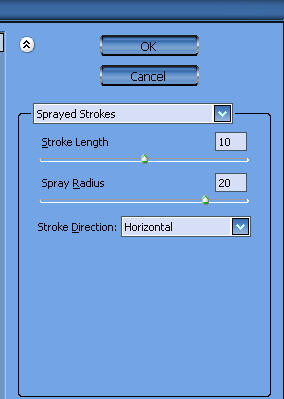 OK
Cancel
Sprayed Strokes
Stroke Length 10
Spray Radius 20
Stroke Direction: Horizontal